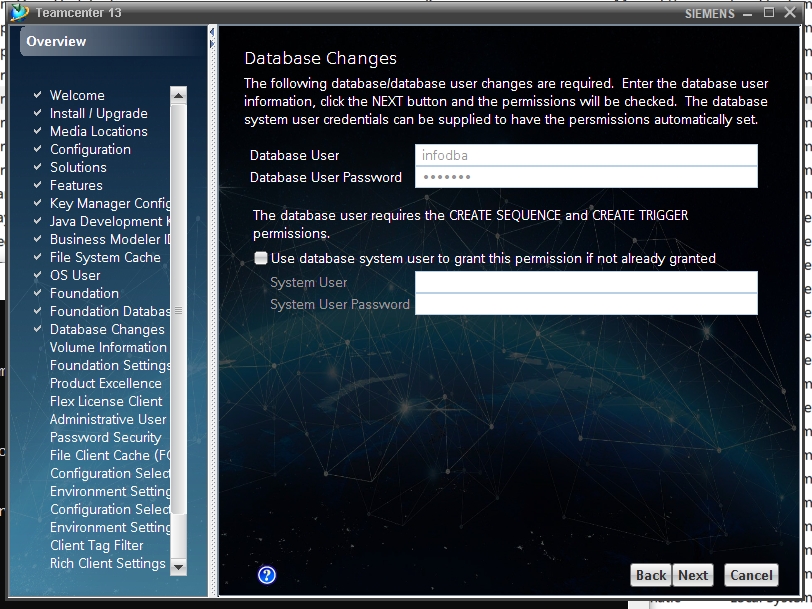 Teamcenter 13
SIEMENS
Overview
Welcome
Install / Upgrade
Media Locations
Configuration
Solutions
Features
Key Manager Config
Java Development K
Business Modeler ID
File System Cache
OS User
Foundation
Foundation Databas
Database Changes
Volume Information
Foundation Settings
Product Excellence
Flex License Client
Administrative User
Password Security
File Client Cache (FC
Configuration Select
Environment Setting
Configuration Select
Environment Setting
Client Tag Filter
Rich Client Settings
Database Changes
The following database/database user changes are required. Enter the database user
information, click the NEXT button and the permissions will be checked. The database
system user credentials can be supplied to have the persmissions automatically set.
Database User infodba
Database User Password •••••••
The database user requires the CREATE SEQUENCE and CREATE TRIGGER
permissions.
Use database system user to grant this permission if not already granted
System User
System User Password
?
Back Next Cancel